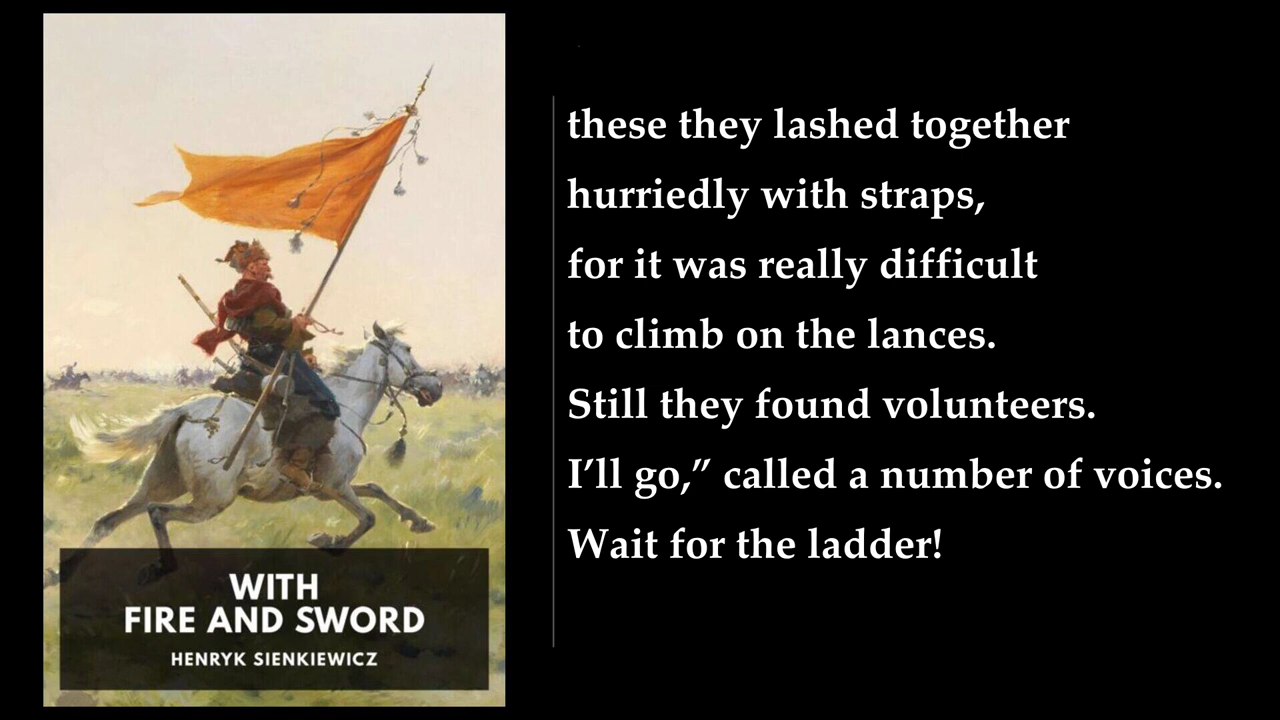 WITH
FIRE AND SWORD
HENRYK SIENKIEWICZ
these they lashed together
hurriedly with straps,
for it was really difficult
to climb on the lances.
Still they found volunteers.
I’ll go,” called a number of voices.
Wait for the ladder!